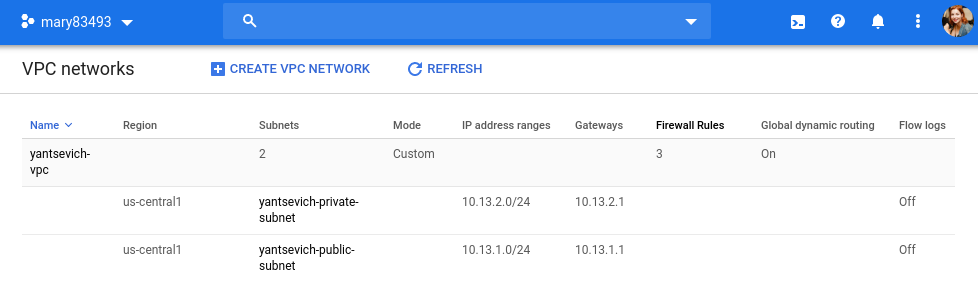 mary83493
VPC networks CREATE VPC NETWORK REFRESH
Name Region Subnets Mode IP address ranges Gateways Firewall Rules Global dynamic routing Flow logs
yantsevich- 2 Custom 3 On
vpc
us-central1 yantsevich-private- 10.13.2.0/24 10.13.2.1 Off
subnet
us-central1 yantsevich-public- 10.13.1.0/24 10.13.1.1 Off
subnet